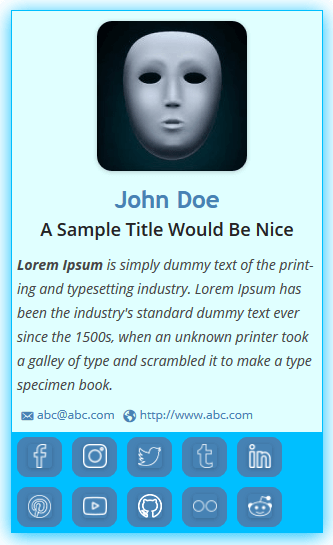 John Doe
A Sample Title Would Be Nice
Lorem Ipsum is simply dummy text of the print-
ing and typesetting industry. Lorem Ipsum has
been the industry's standard dummy text ever
since the 1500s, when an unknown printer took
a galley of type and scrambled it to make a type
specimen book.
abc@abc.com http://www.abc.com